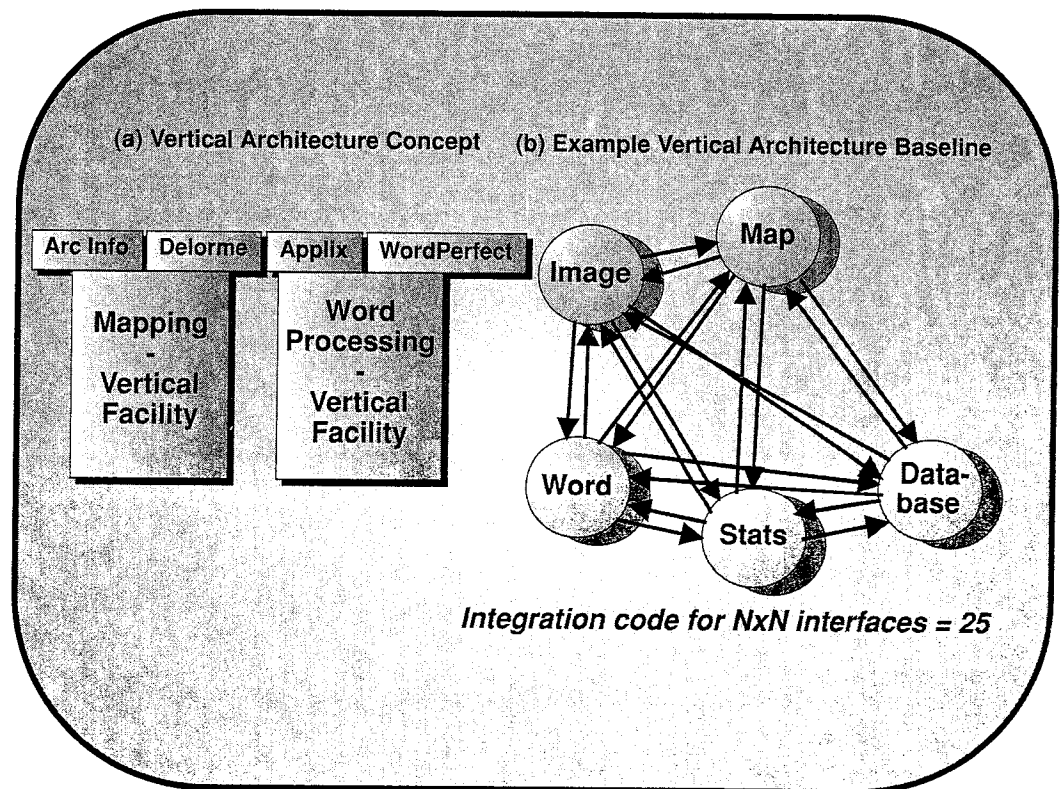 (a) Vertical Architecture Concept
(b) Example Vertical Architecture Baseline
Arc Info
Delorme
Applix
WordPerfect
Mapping
-
Vertical
Facility
Word
Processing
-
Vertical
Facility
Image
Map
Word
Stats
Data-
base
Integration code for NxN interfaces = 25